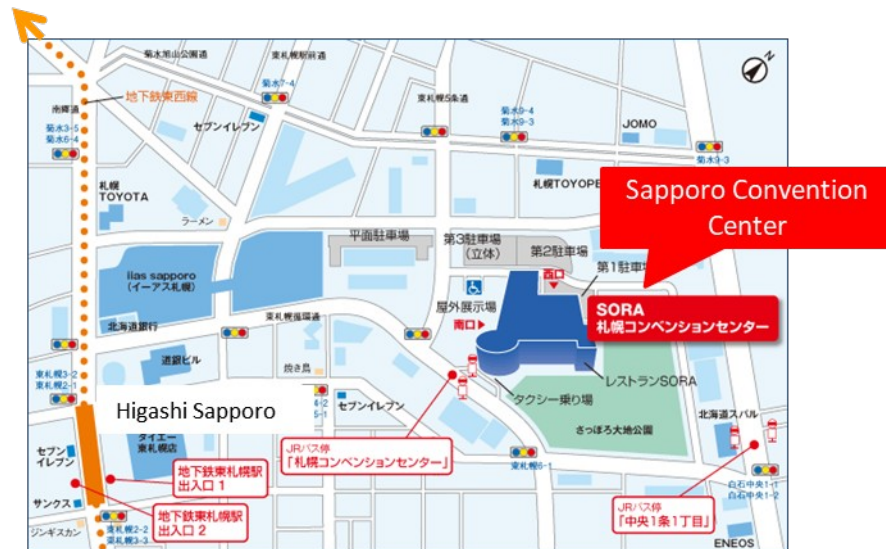 N
菊水旭山公園通
東札幌駅前通
地下鉄東西線
菊水7-4
南郷通
菊水3-5
菊水6-4
セブンイレブン
東札幌5条通
菊水9-4
菊水9-3
JOMO
菊水9-3
札幌
TOYOTA
札幌TOYOPE
Sapporo Convention
Center
ラーメン
平面駐車場
第3駐車場
(立体)
第2駐車場
第1駐車場
西口
iias sapporo
(イーアス札幌)
屋外展示場
南口
SORA
札幌コンベンションセンター
北海道銀行
東札幌循環通
道銀ビル
焼き鳥
東札幌3-2
東札幌2-1
レストランSORA
タクシー乗り場
Higashi Sapporo
4-2
5-1
セブンイレブン
さっぽろ大地公園
北海道スバル
ダイエー
東札幌店
セブン
イレブン
JRバス停
「札幌コンベンションセンター」
東札幌6-1
地下鉄東札幌駅
出入口 1
白石中央1-1
白石中央1-2
サンクス
地下鉄東札幌駅
出入口 2
JRバス停
「中央1条1丁目」
ジンギスカン
東札幌2-2
東札幌3-3
ENEOS